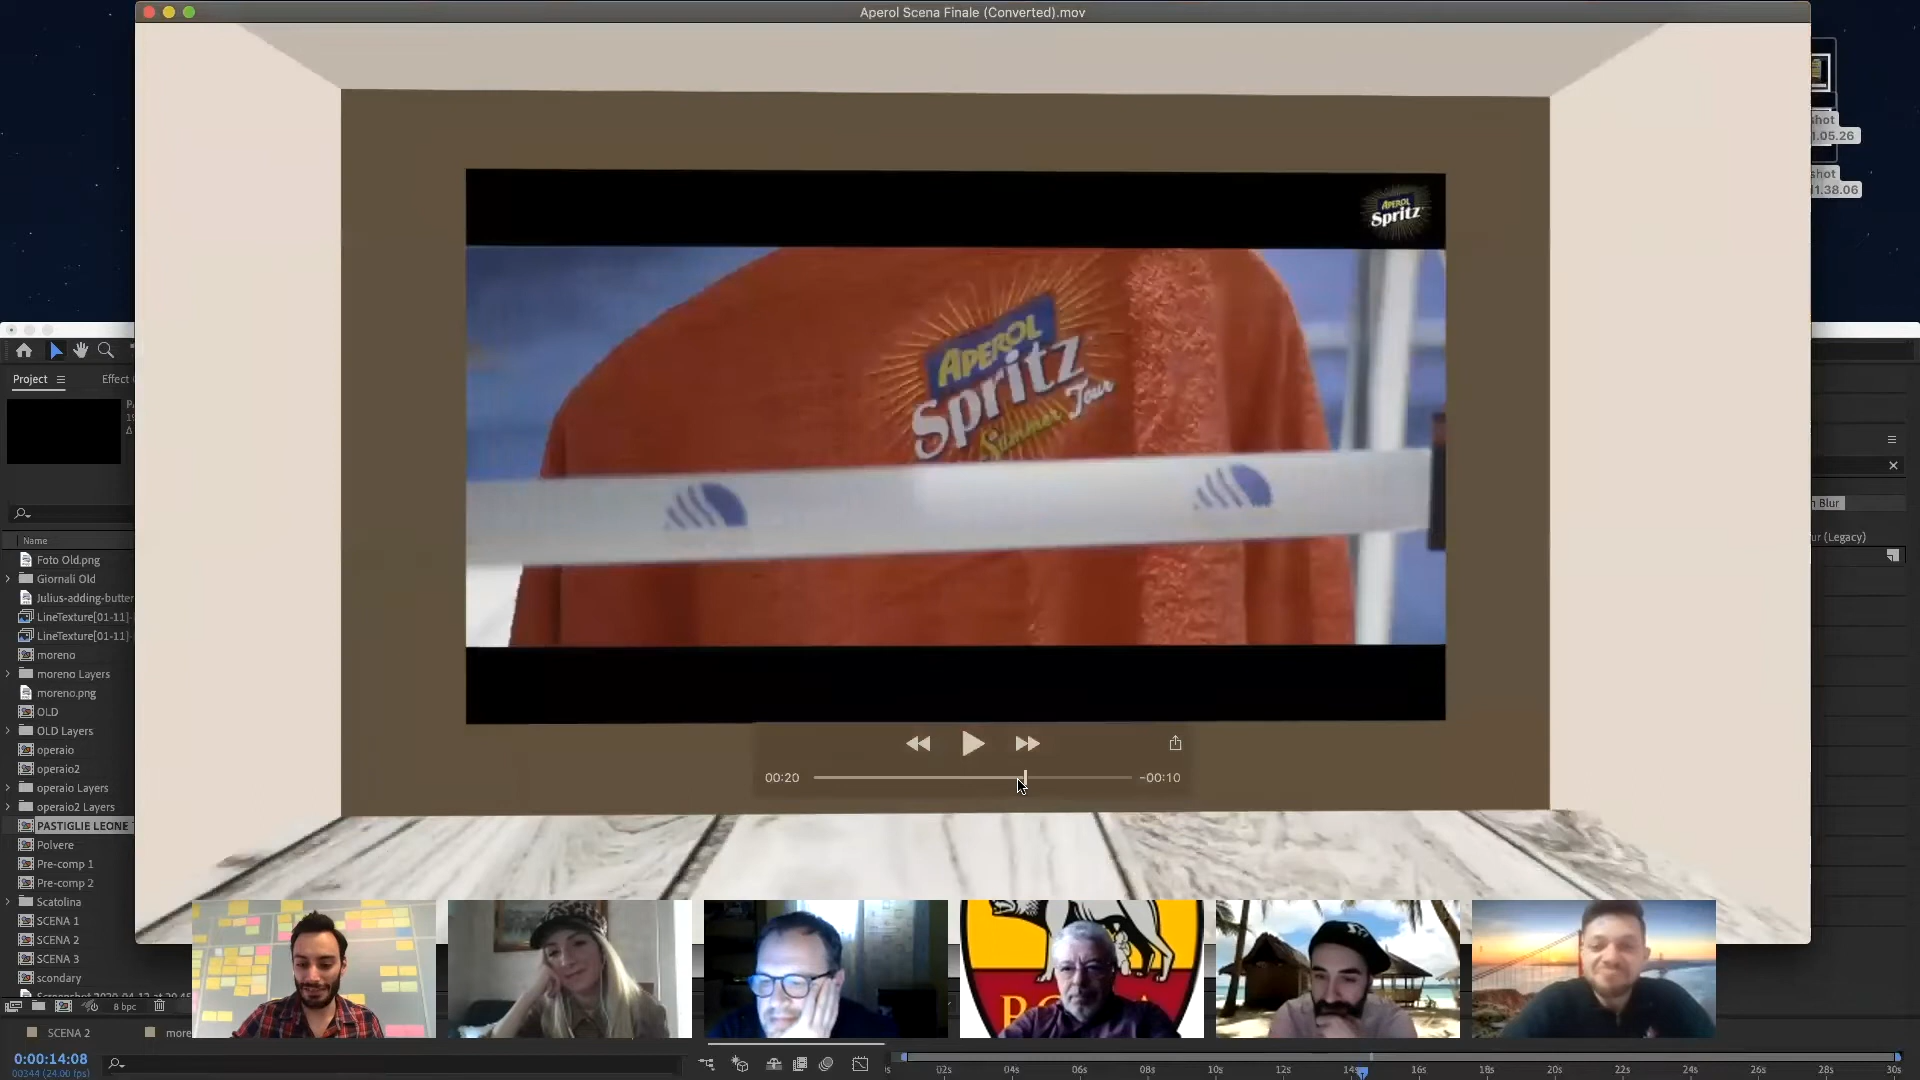 Aperol Scena Finale (Converted).mov
shot
1.05.26
shot
11.38.06
APEROL
Spritz
APEROL
Spritz
Summer Tour
00:20
-00:10
Project
Effect
Name
Foto Old.png
Giornali Old
Julius-adding-butter
LineTexture[01-11]
LineTexture[01-11]
moreno
moreno Layers
moreno.png
OLD
OLD Layers
operaio
operaio2
operaio Layers
operaio2 Layers
PASTIGLIE LEONE
Polvere
Pre-comp 1
Pre-comp 2
Scatolina
SCENA 1
SCENA 2
SCENA 3
scondary
8 bpc
Blur
ur (Legacy)
SCENA 2
more
0:00:14:08
00344 (24.00 fps)
02s 04s 06s 08s 10s 12s 14s 16s 18s 20s 22s 24s 26s 28s 30s